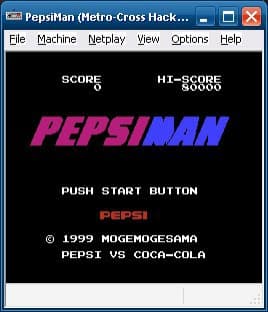 PepsiMan (Metro-Cross Hack...
File Machine Netplay View Options Help
SCORE HI-SCORE
0 80000
PEPSIMAN
PUSH START BUTTON
PEPSI
© 1999 MOGEMOGESAMA
PEPSI VS COCA-COLA